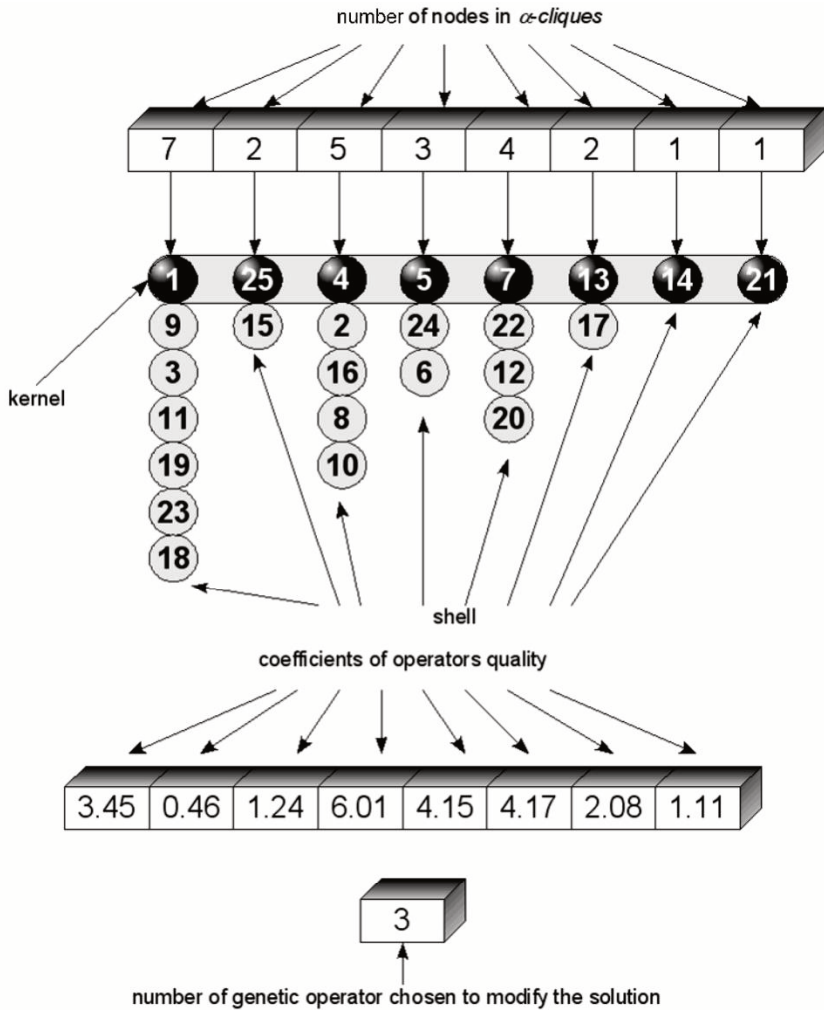 number of nodes in α-cliques
7 2 5 3 4 2 1 1
1 25 4 5 7 13 14 21
9 15 2 24 22 17
3 16 6 12
kernel
11 8 20
19 10
23
18
shell
coefficients of operators quality
3.45 0.46 1.24 6.01 4.15 4.17 2.08 1.11
3
number of genetic operator chosen to modify the solution